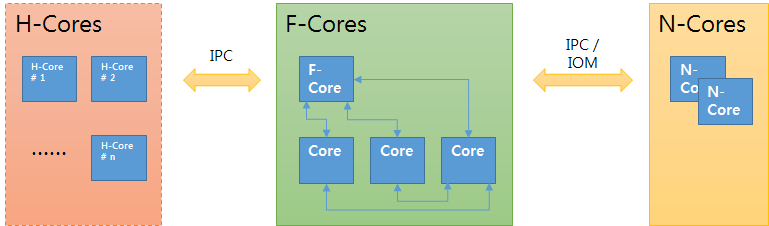 H-Cores
H-Core
# 1
H-Core
# 2
......
H-Core
# n
IPC
F-Cores
F-
Core
Core
Core
Core
IPC /
IOM
N-Cores
N-
Co
N-
Core